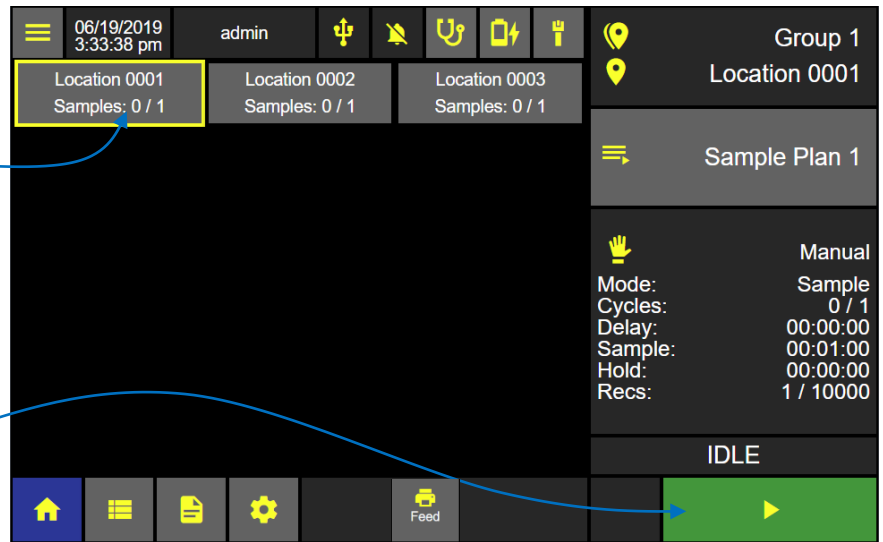 06/19/2019
3:33:38 pm
admin
Group 1
Location 0001
Location 0001
Samples: 0 / 1
Location 0002
Samples: 0 / 1
Location 0003
Samples: 0 / 1
Sample Plan 1
Manual
Mode: Sample
Cycles: 0 / 1
Delay: 00:00:00
Sample: 00:01:00
Hold: 00:00:00
Recs: 1 / 10000
IDLE
Feed